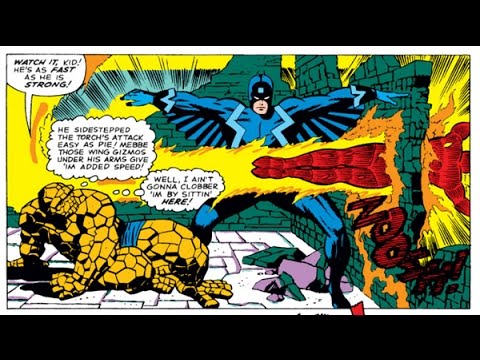 WATCH IT, KID!
HE'S AS FAST
AS HE IS
STRONG!
HE SIDESTEPPED
THE TORCH'S ATTACK
EASY AS PIE! MEBBE
THOSE WING GIZMOS
UNDER HIS ARMS GIVE
'IM ADDED SPEED!
WELL, I AIN'T
GONNA CLOBBER
'IM BY SITTIN'
HERE!